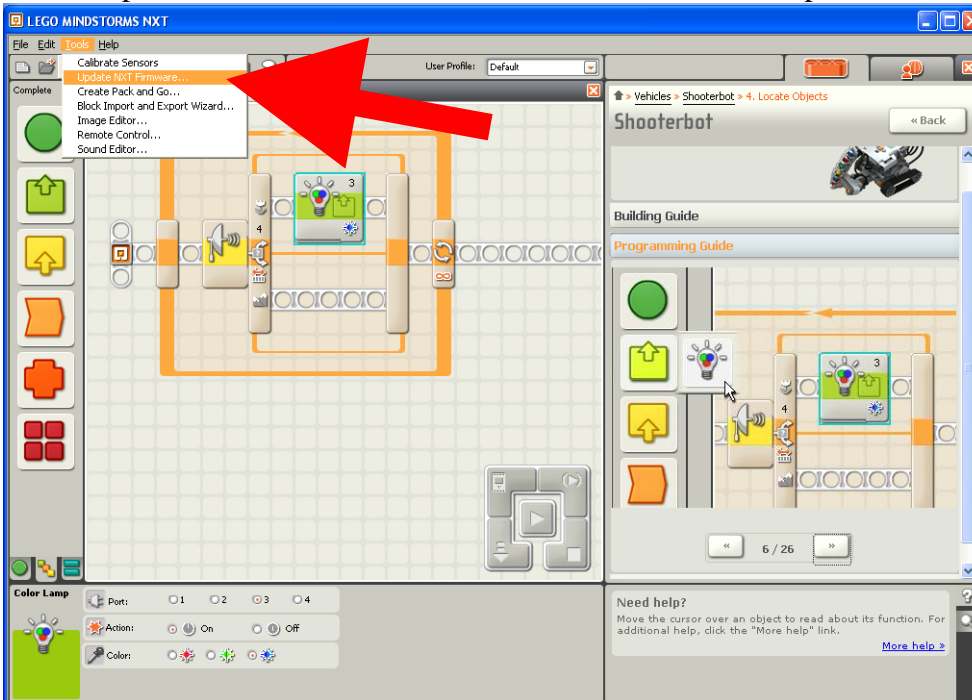 LEGO MINDSTORMS NXT
File Edit Tools Help
Calibrate Sensors
Update NXT Firmware...
Create Pack and Go...
Block Import and Export Wizard...
Image Editor...
Remote Control...
Sound Editor...
User Profile: Default
Complete
3
4
» Vehicles » Shooterbot » 4. Locate Objects
Shooterbot
« Back
Building Guide
Programming Guide
3
4
« 6 / 26 »
Color Lamp
Port: 1 2 3 4
Action: On Off
Color:
Need help?
Move the cursor over an object to read about its function. For
additional help, click the "More help" link.
More help »